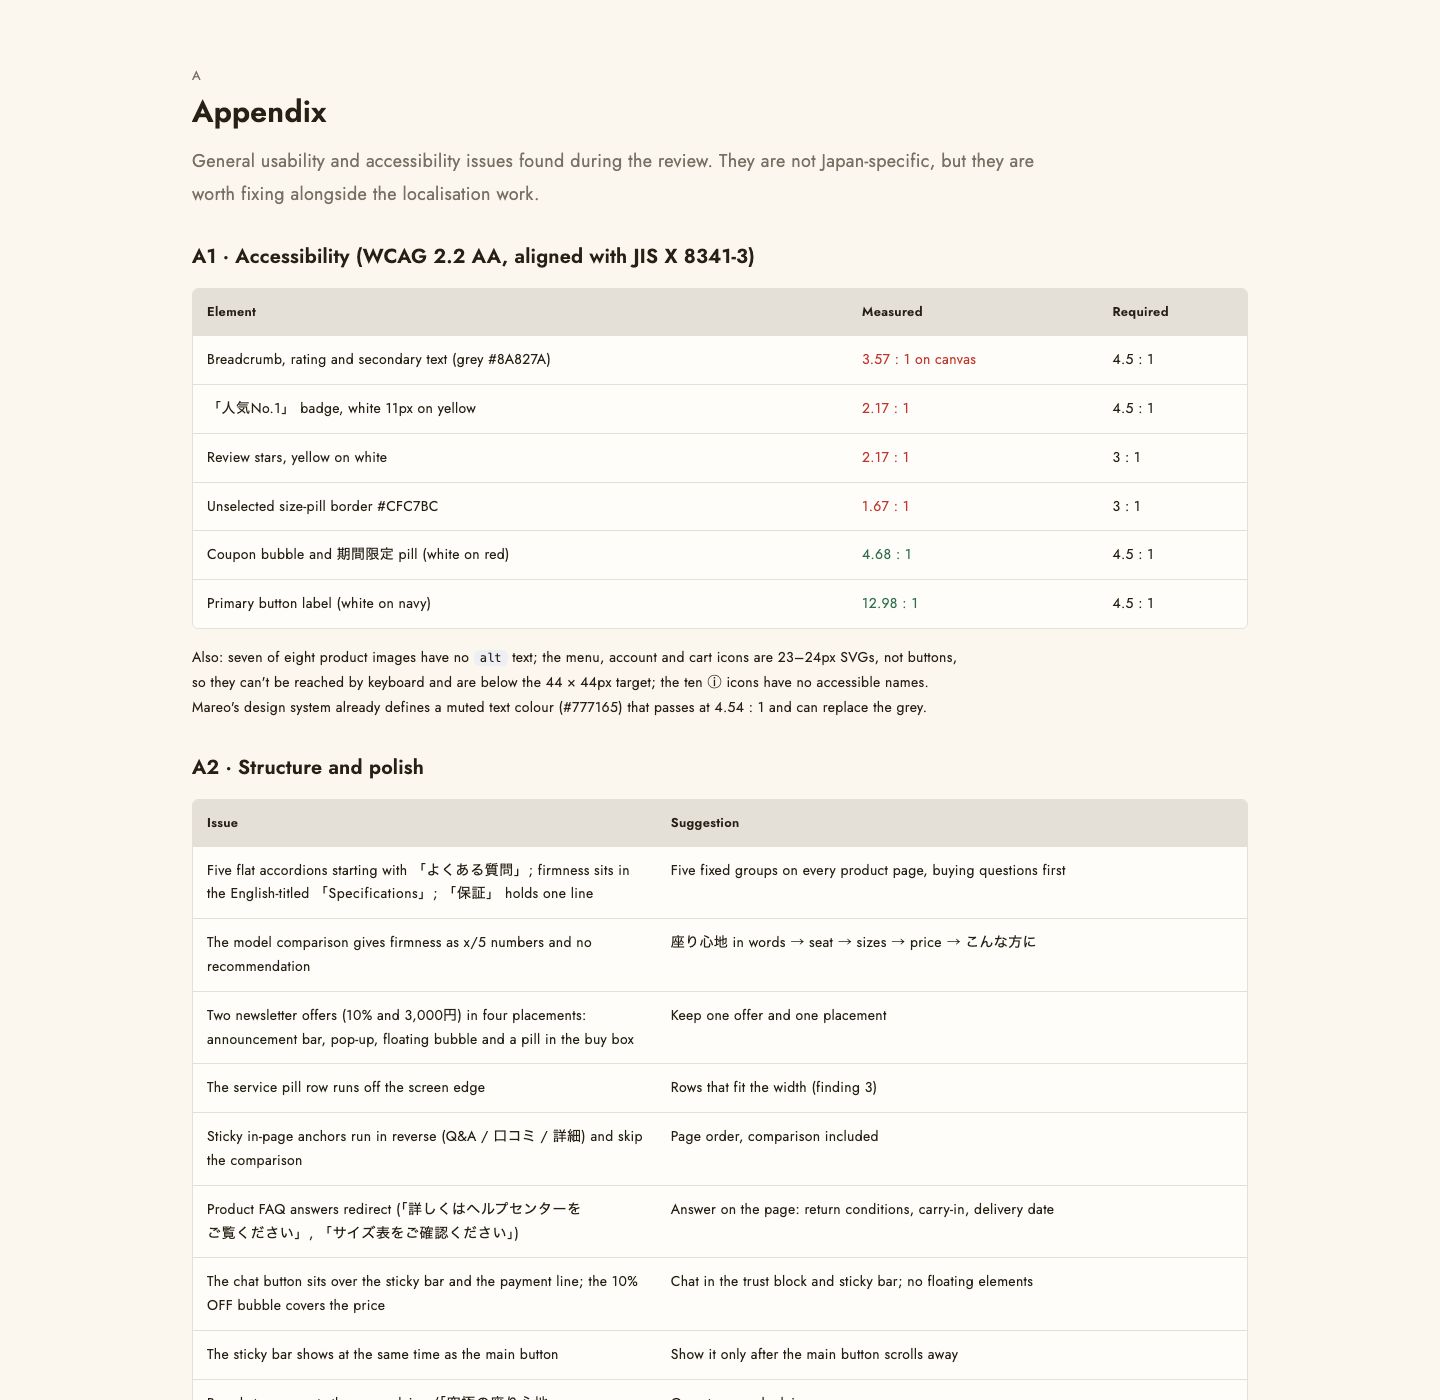 A
Appendix
General usability and accessibility issues found during the review. They are not Japan-specific, but they are
worth fixing alongside the localisation work.
A1 · Accessibility (WCAG 2.2 AA, aligned with JIS X 8341-3)
Element Measured Required
Breadcrumb, rating and secondary text (grey #8A827A) 3.57 : 1 on canvas 4.5 : 1
「人気No.1」 badge, white 11px on yellow 2.17 : 1 4.5 : 1
Review stars, yellow on white 2.17 : 1 3 : 1
Unselected size-pill border #CFC7BC 1.67 : 1 3 : 1
Coupon bubble and 期間限定 pill (white on red) 4.68 : 1 4.5 : 1
Primary button label (white on navy) 12.98 : 1 4.5 : 1
Also: seven of eight product images have no alt text; the menu, account and cart icons are 23–24px SVGs, not buttons,
so they can't be reached by keyboard and are below the 44 × 44px target; the ten ⓘ icons have no accessible names.
Mareo's design system already defines a muted text colour (#777165) that passes at 4.54 : 1 and can replace the grey.
A2 · Structure and polish
Issue Suggestion
Five flat accordions starting with 「よくある質問」; firmness sits in
the English-titled 「Specifications」; 「保証」 holds one line
Five fixed groups on every product page, buying questions first
The model comparison gives firmness as x/5 numbers and no
recommendation
座り心地 in words → seat → sizes → price → こんな方に
Two newsletter offers (10% and 3,000円) in four placements:
announcement bar, pop-up, floating bubble and a pill in the buy box
Keep one offer and one placement
The service pill row runs off the screen edge Rows that fit the width (finding 3)
Sticky in-page anchors run in reverse (Q&A / 口コミ / 詳細) and skip
the comparison
Page order, comparison included
Product FAQ answers redirect (「詳しくはヘルプセンターを
ご覧ください」, 「サイズ表をご確認ください」)
Answer on the page: return conditions, carry-in, delivery date
The chat button sits over the sticky bar and the payment line; the 10%
OFF bubble covers the price
Chat in the trust block and sticky bar; no floating elements
The sticky bar shows at the same time as the main button Show it only after the main button scrolls away